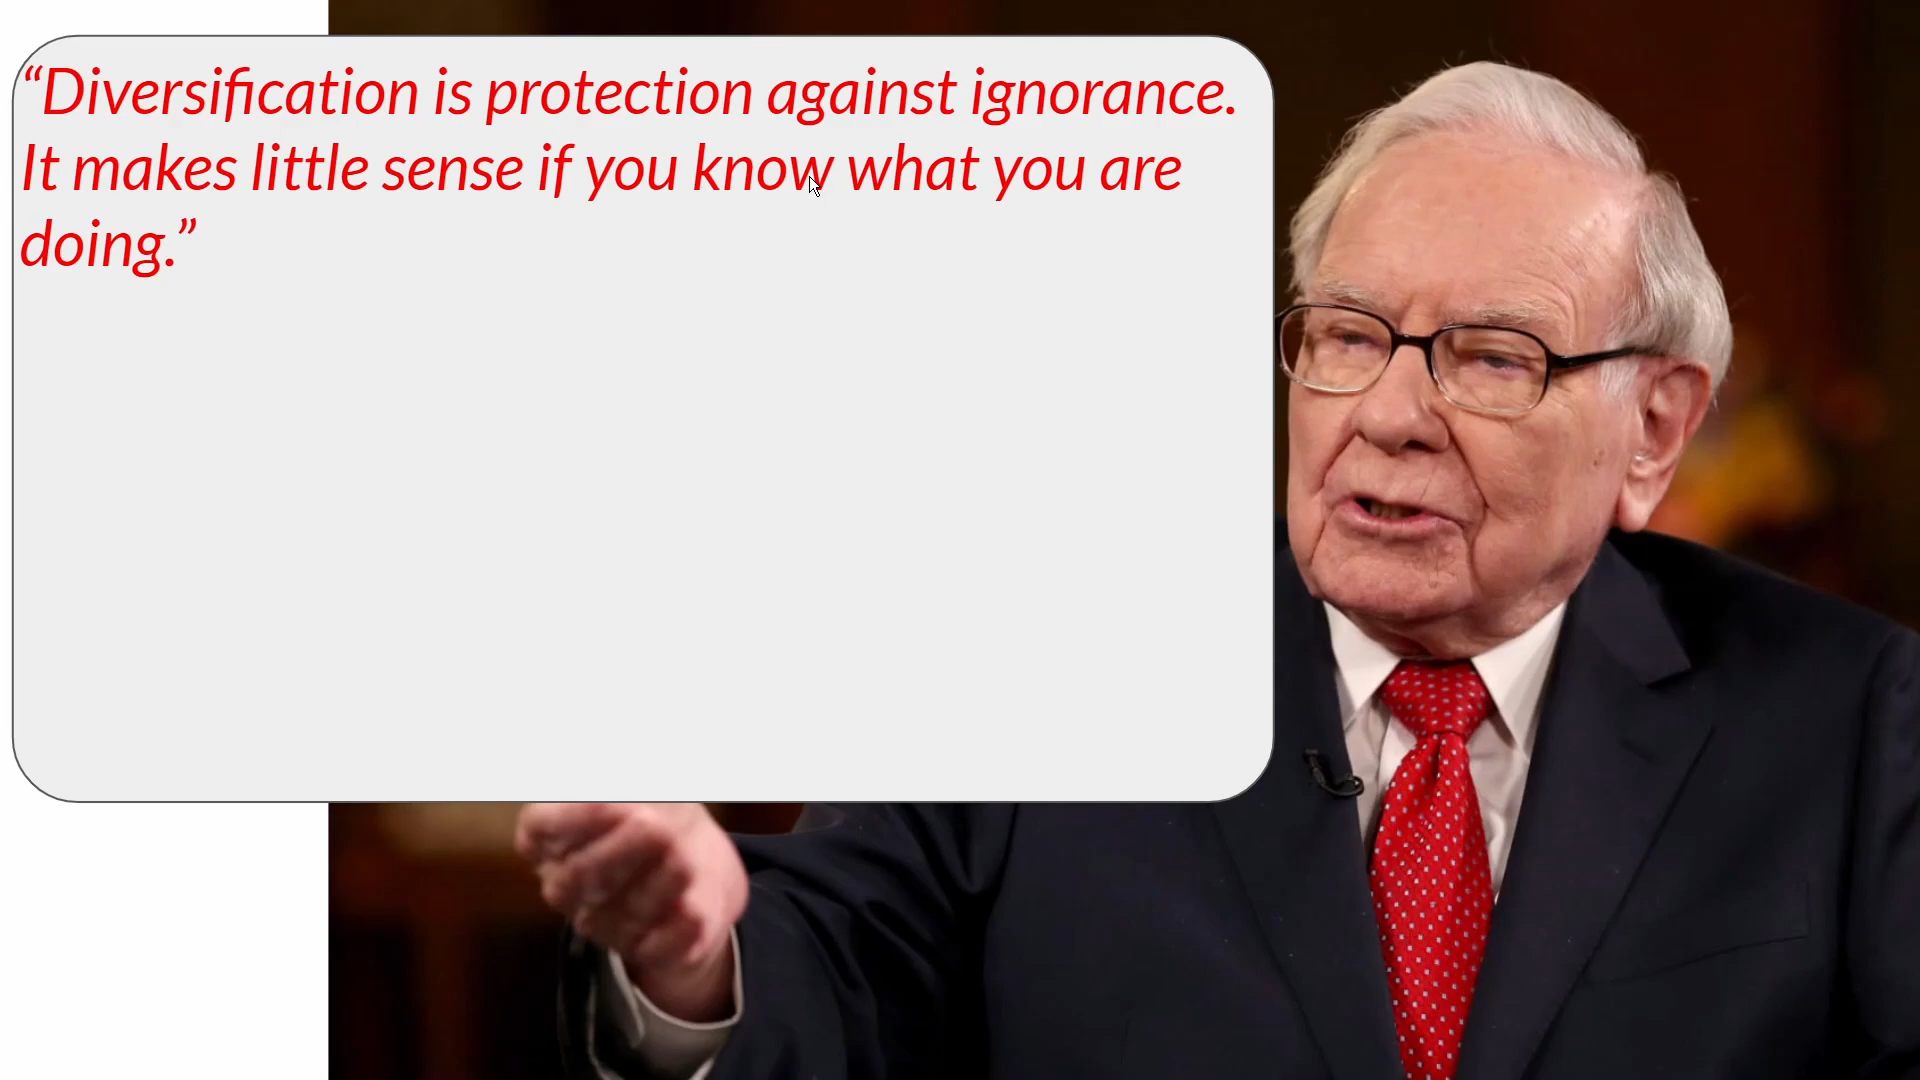 “Diversification is protection against ignorance.
It makes little sense if you know what you are
doing.”